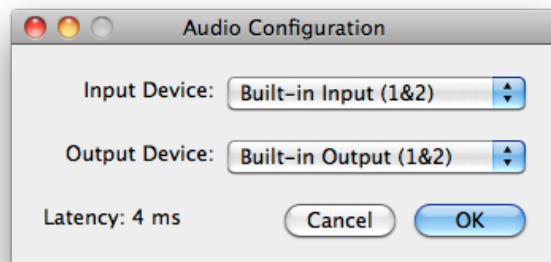 Audio Configuration
Input Device: Built-in Input (1&2)
Output Device: Built-in Output (1&2)
Latency: 4 ms Cancel OK